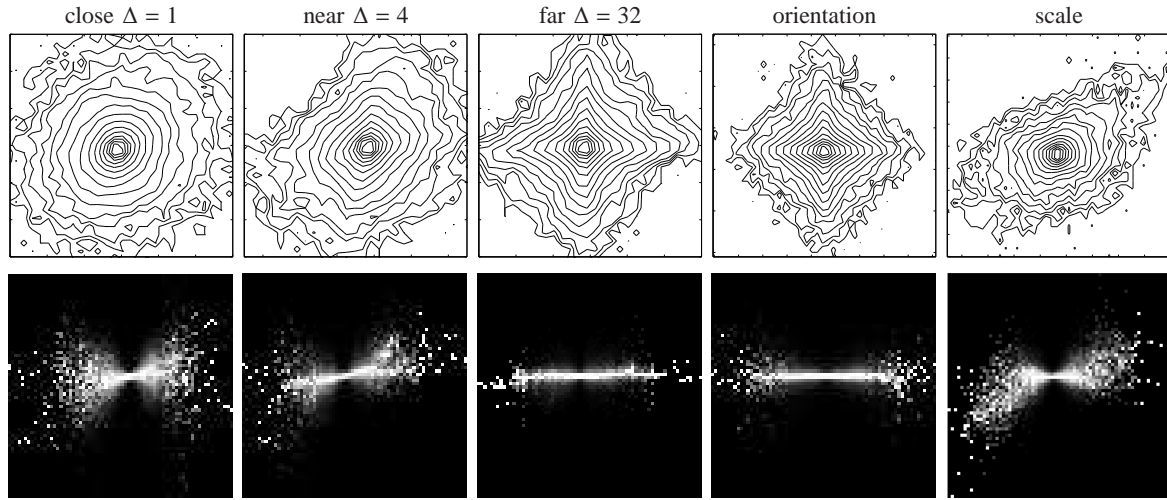 close Δ = 1 near Δ = 4 far Δ = 32 orientation scale